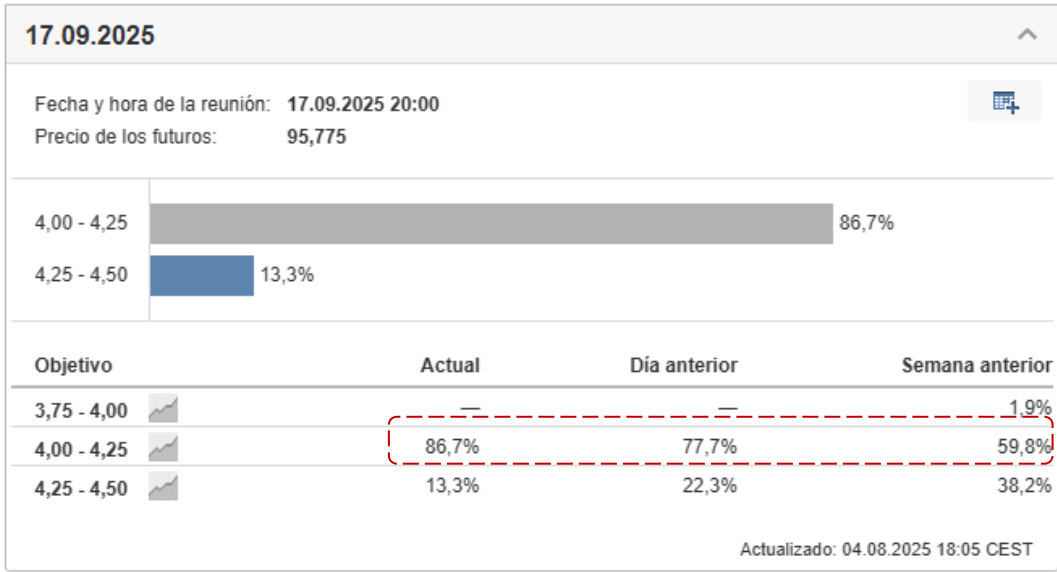 17.09.2025
Fecha y hora de la reunión: 17.09.2025 20:00
Precio de los futuros: 95,775
4,00 - 4,25 86,7%
4,25 - 4,50 13,3%
Objetivo Actual Día anterior Semana anterior
3,75 - 4,00 — — 1,9%
4,00 - 4,25 86,7% 77,7% 59,8%
4,25 - 4,50 13,3% 22,3% 38,2%
Actualizado: 04.08.2025 18:05 CEST